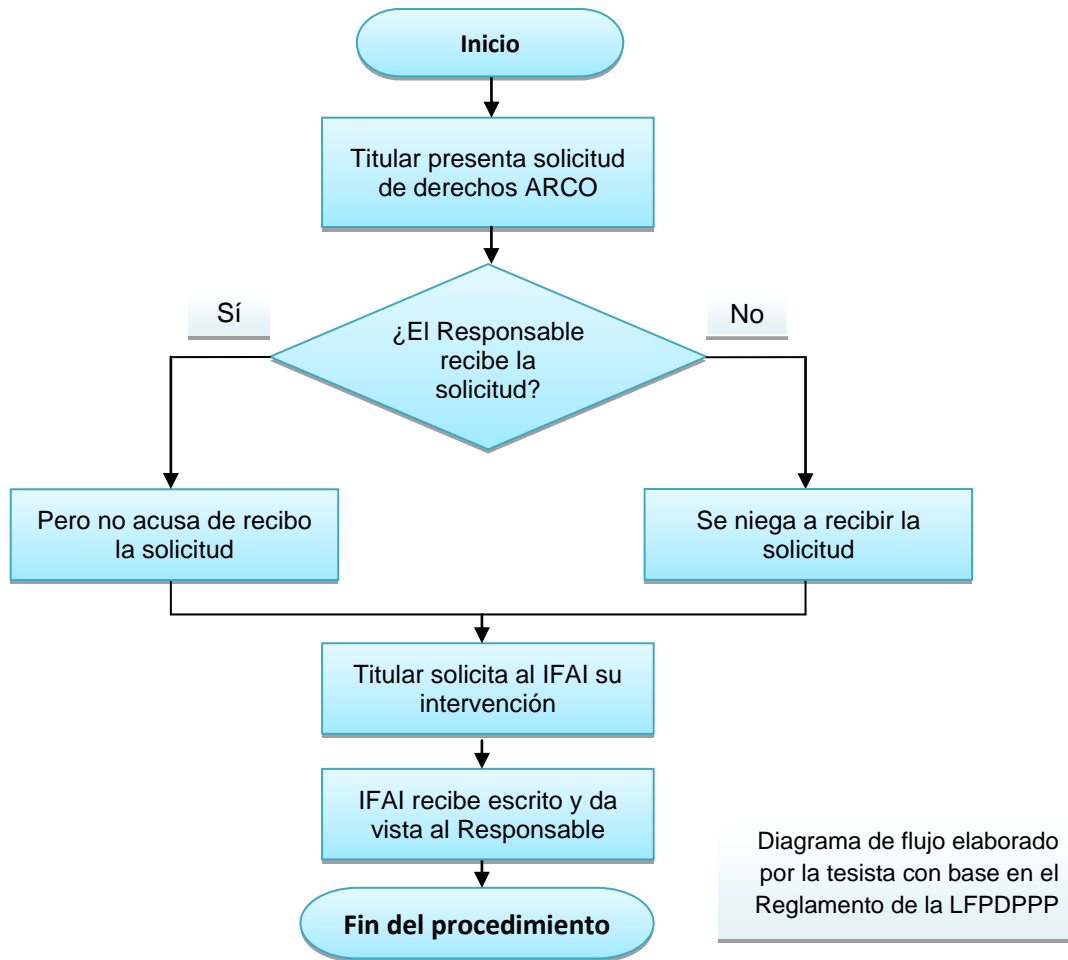 Inicio
Titular presenta solicitud
de derechos ARCO
Sí
No
¿El Responsable
recibe la
solicitud?
Pero no acusa de recibo
la solicitud
Se niega a recibir la
solicitud
Titular solicita al IFAI su
intervención
IFAI recibe escrito y da
vista al Responsable
Fin del procedimiento
Diagrama de flujo elaborado
por la tesista con base en el
Reglamento de la LFPDPPP